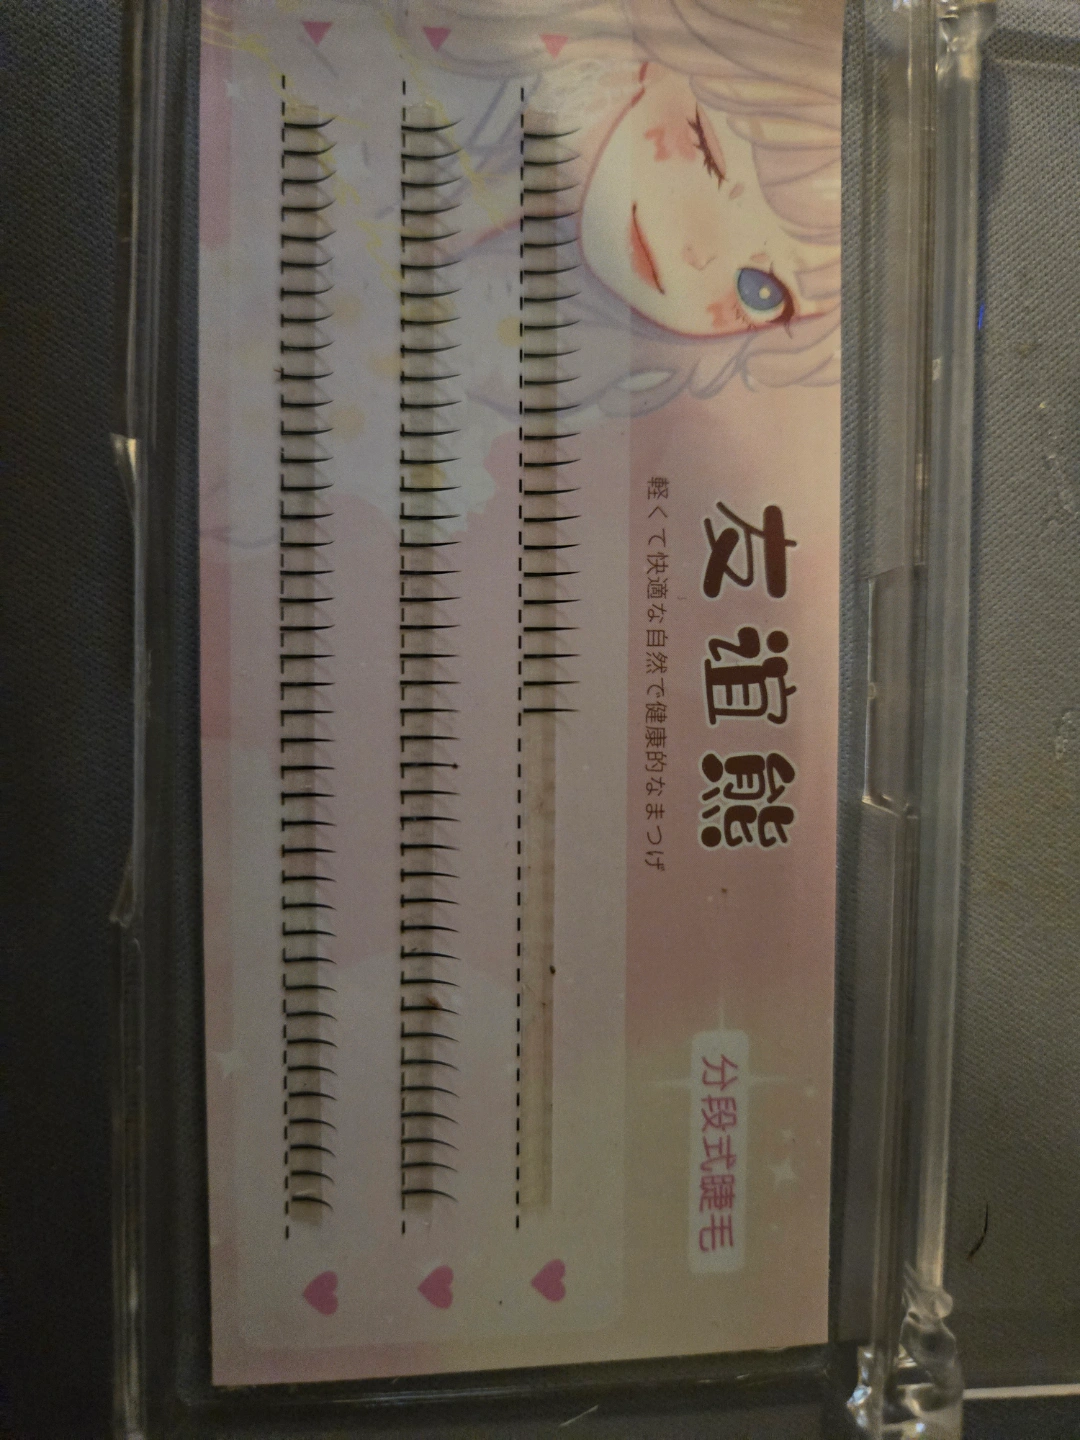 友谊熊
軽くて快適な自然で健康的なまつげ
分段式睫毛